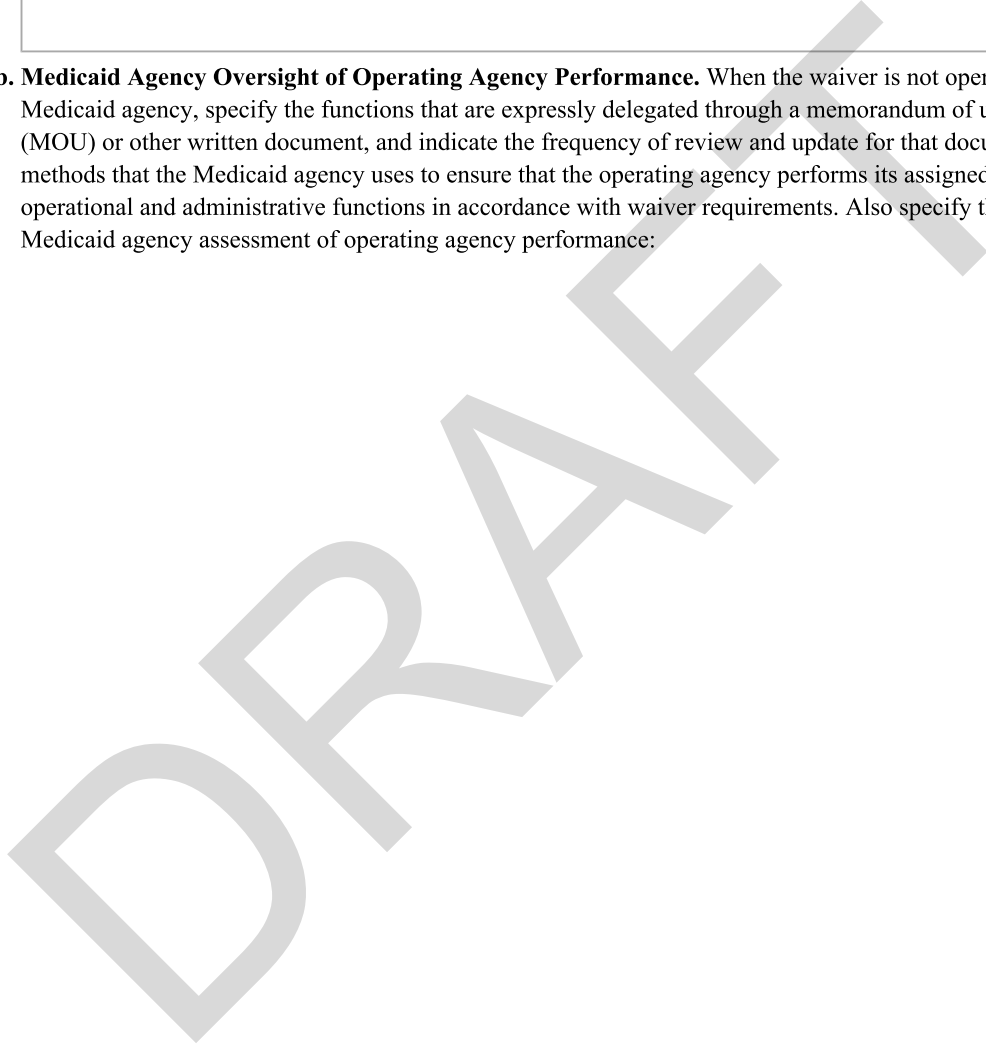 b. Medicaid Agency Oversight of Operating Agency Performance. When the waiver is not
Medicaid agency, specify the functions that are expressly delegated through a memorandum of
(MOU) or other written document, and indicate the frequency of review and update for that
methods that the Medicaid agency uses to ensure that the operating agency performs its assigned
operational and administrative functions in accordance with waiver requirements. Also specify
Medicaid agency assessment of operating agency performance:
DRAFT